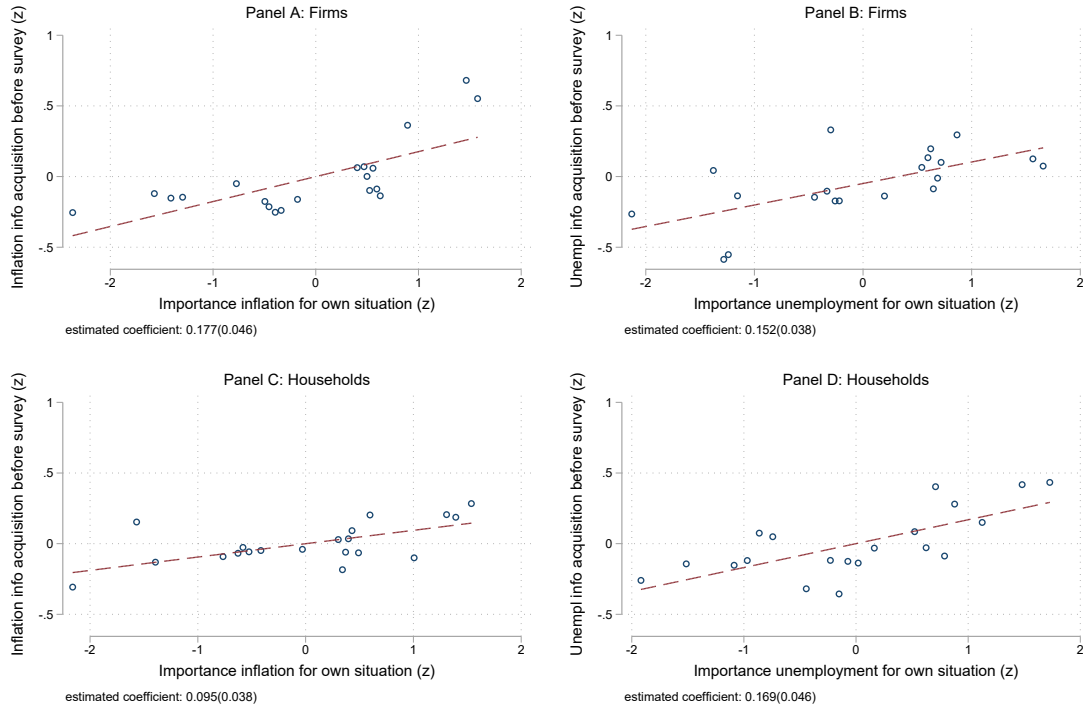 Panel A: Firms
Inflation info acquisition before survey (z)
1
.5
0
-.5
-2 -1 0 1 2
Importance inflation for own situation (z)
estimated coefficient: 0.177(0.046)
Panel B: Firms
Unempl info acquisition before survey (z)
1
.5
0
-.5
-2 -1 0 1 2
Importance unemployment for own situation (z)
estimated coefficient: 0.152(0.038)
Panel C: Households
Inflation info acquisition before survey (z)
1
.5
0
-.5
-2 -1 0 1 2
Importance inflation for own situation (z)
estimated coefficient: 0.095(0.038)
Panel D: Households
Unempl info acquisition before survey (z)
1
.5
0
-.5
-2 -1 0 1 2
Importance unemployment for own situation (z)
estimated coefficient: 0.169(0.046)